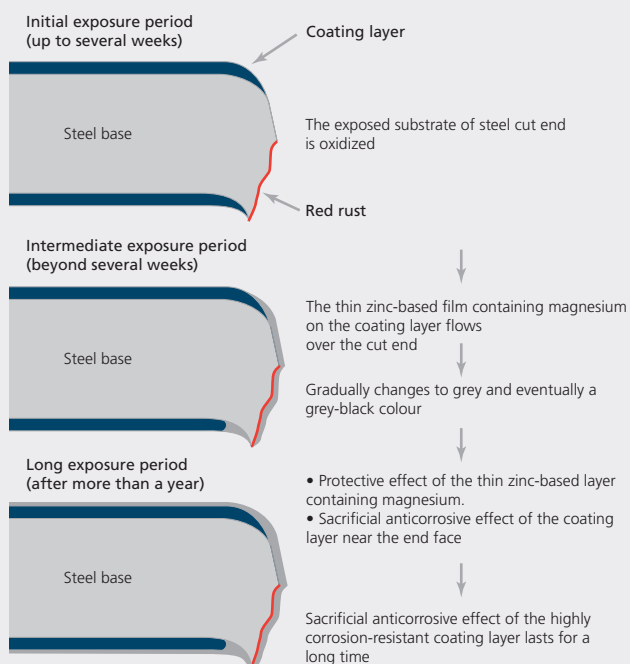 Initial exposure period
(up to several weeks)
Coating layer
Steel base
The exposed substrate of steel cut end
is oxidized
Red rust
Intermediate exposure period
(beyond several weeks)
Steel base
The thin zinc-based film containing magnesium
on the coating layer flows
over the cut end
Gradually changes to grey and eventually a
grey-black colour
Long exposure period
(after more than a year)
Steel base
• Protective effect of the thin zinc-based layer
containing magnesium.
• Sacrificial anticorrosive effect of the coating
layer near the end face
Sacrificial anticorrosive effect of the highly
corrosion-resistant coating layer lasts for a
long time